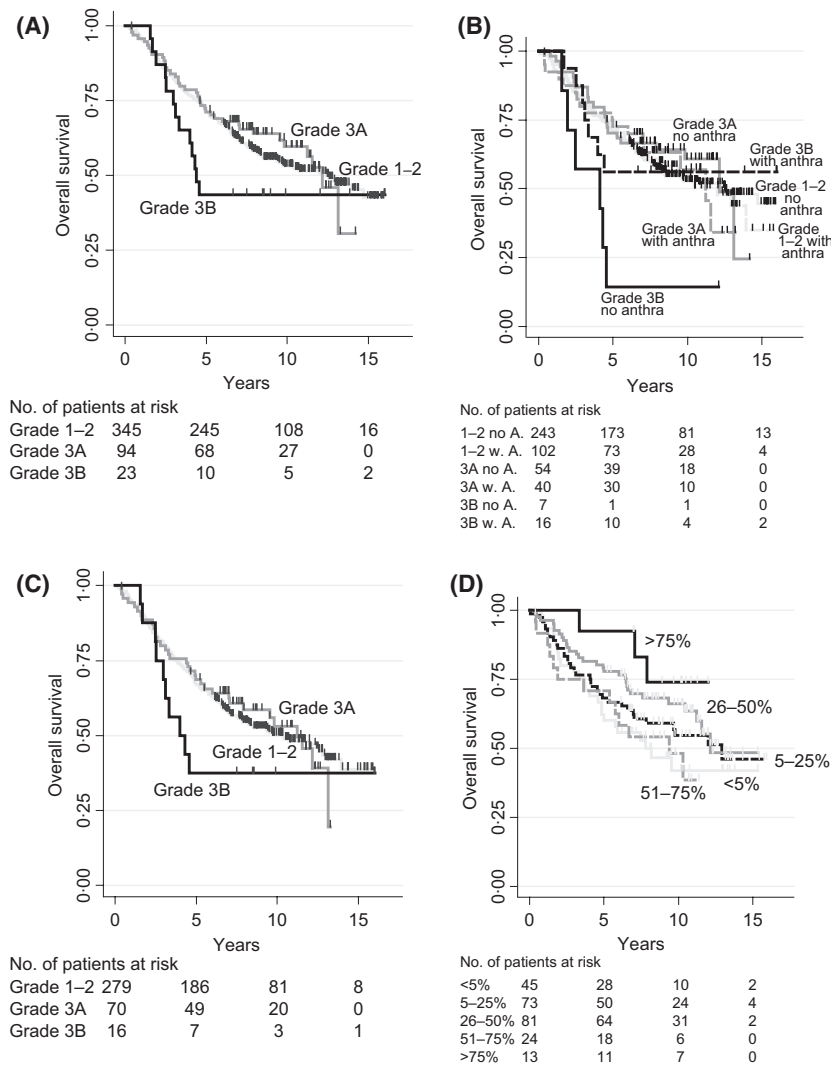 (A)
1·00
0·75
0·50
0·25
0·00
Overall survival
Grade 3A
Grade 1–2
Grade 3B
0 5 10 15
Years
No. of patients at risk
Grade 1–2 345 245 108 16
Grade 3A 94 68 27 0
Grade 3B 23 10 5 2
(B)
1·00
0·75
0·50
0·25
0·00
Overall survival
Grade 3A
no anthra
Grade 3B
with anthra
Grade 1–2
no
anthra
Grade
1–2 with
anthra
Grade 3A
with anthra
Grade 3B
no anthra
0 5 10 15
Years
No. of patients at risk
1–2 no A. 243 173 81 13
1–2 w. A. 102 73 28 4
3A no A. 54 39 18 0
3A w. A. 40 30 10 0
3B no A. 7 1 1 0
3B w. A. 16 10 4 2
(C)
1·00
0·75
0·50
0·25
0·00
Overall survival
Grade 3A
Grade 1–2
Grade 3B
0 5 10 15
Years
No. of patients at risk
Grade 1–2 279 186 81 8
Grade 3A 70 49 20 0
Grade 3B 16 7 3 1
(D)
1·00
0·75
0·50
0·25
0·00
Overall survival
>75%
26–50%
5–25%
<5%
51–75%
0 5 10 15
Years
No. of patients at risk
<5% 45 28 10 2
5–25% 73 50 24 4
26–50% 81 64 31 2
51–75% 24 18 6 0
>75% 13 11 7 0